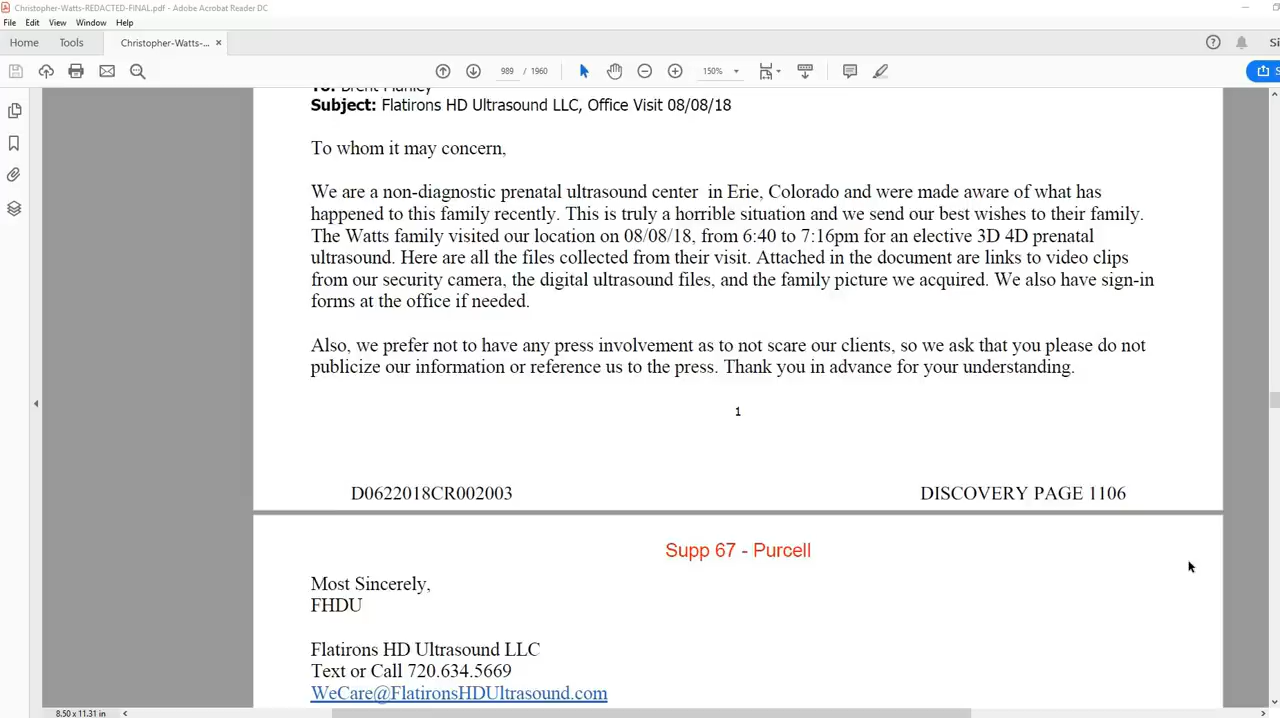 Christopher-Watts-REDACTED-FINAL.pdf - Adobe Acrobat Reader DC
File Edit View Window Help
Home Tools Christopher-Watts-... ×
989 / 1960 150%
Subject: Flatirons HD Ultrasound LLC, Office Visit 08/08/18
To whom it may concern,
We are a non-diagnostic prenatal ultrasound center in Erie, Colorado and were made aware of what has
happened to this family recently. This is truly a horrible situation and we send our best wishes to their family.
The Watts family visited our location on 08/08/18, from 6:40 to 7:16pm for an elective 3D 4D prenatal
ultrasound. Here are all the files collected from their visit. Attached in the document are links to video clips
from our security camera, the digital ultrasound files, and the family picture we acquired. We also have sign-in
forms at the office if needed.
Also, we prefer not to have any press involvement as to not scare our clients, so we ask that you please do not
publicize our information or reference us to the press. Thank you in advance for your understanding.
1
D0622018CR002003 DISCOVERY PAGE 1106
Supp 67 - Purcell
Most Sincerely,
FHDU
Flatirons HD Ultrasound LLC
Text or Call 720.634.5669
WeCare@FlatironsHDUltrasound.com
8.50 x 11.31 in